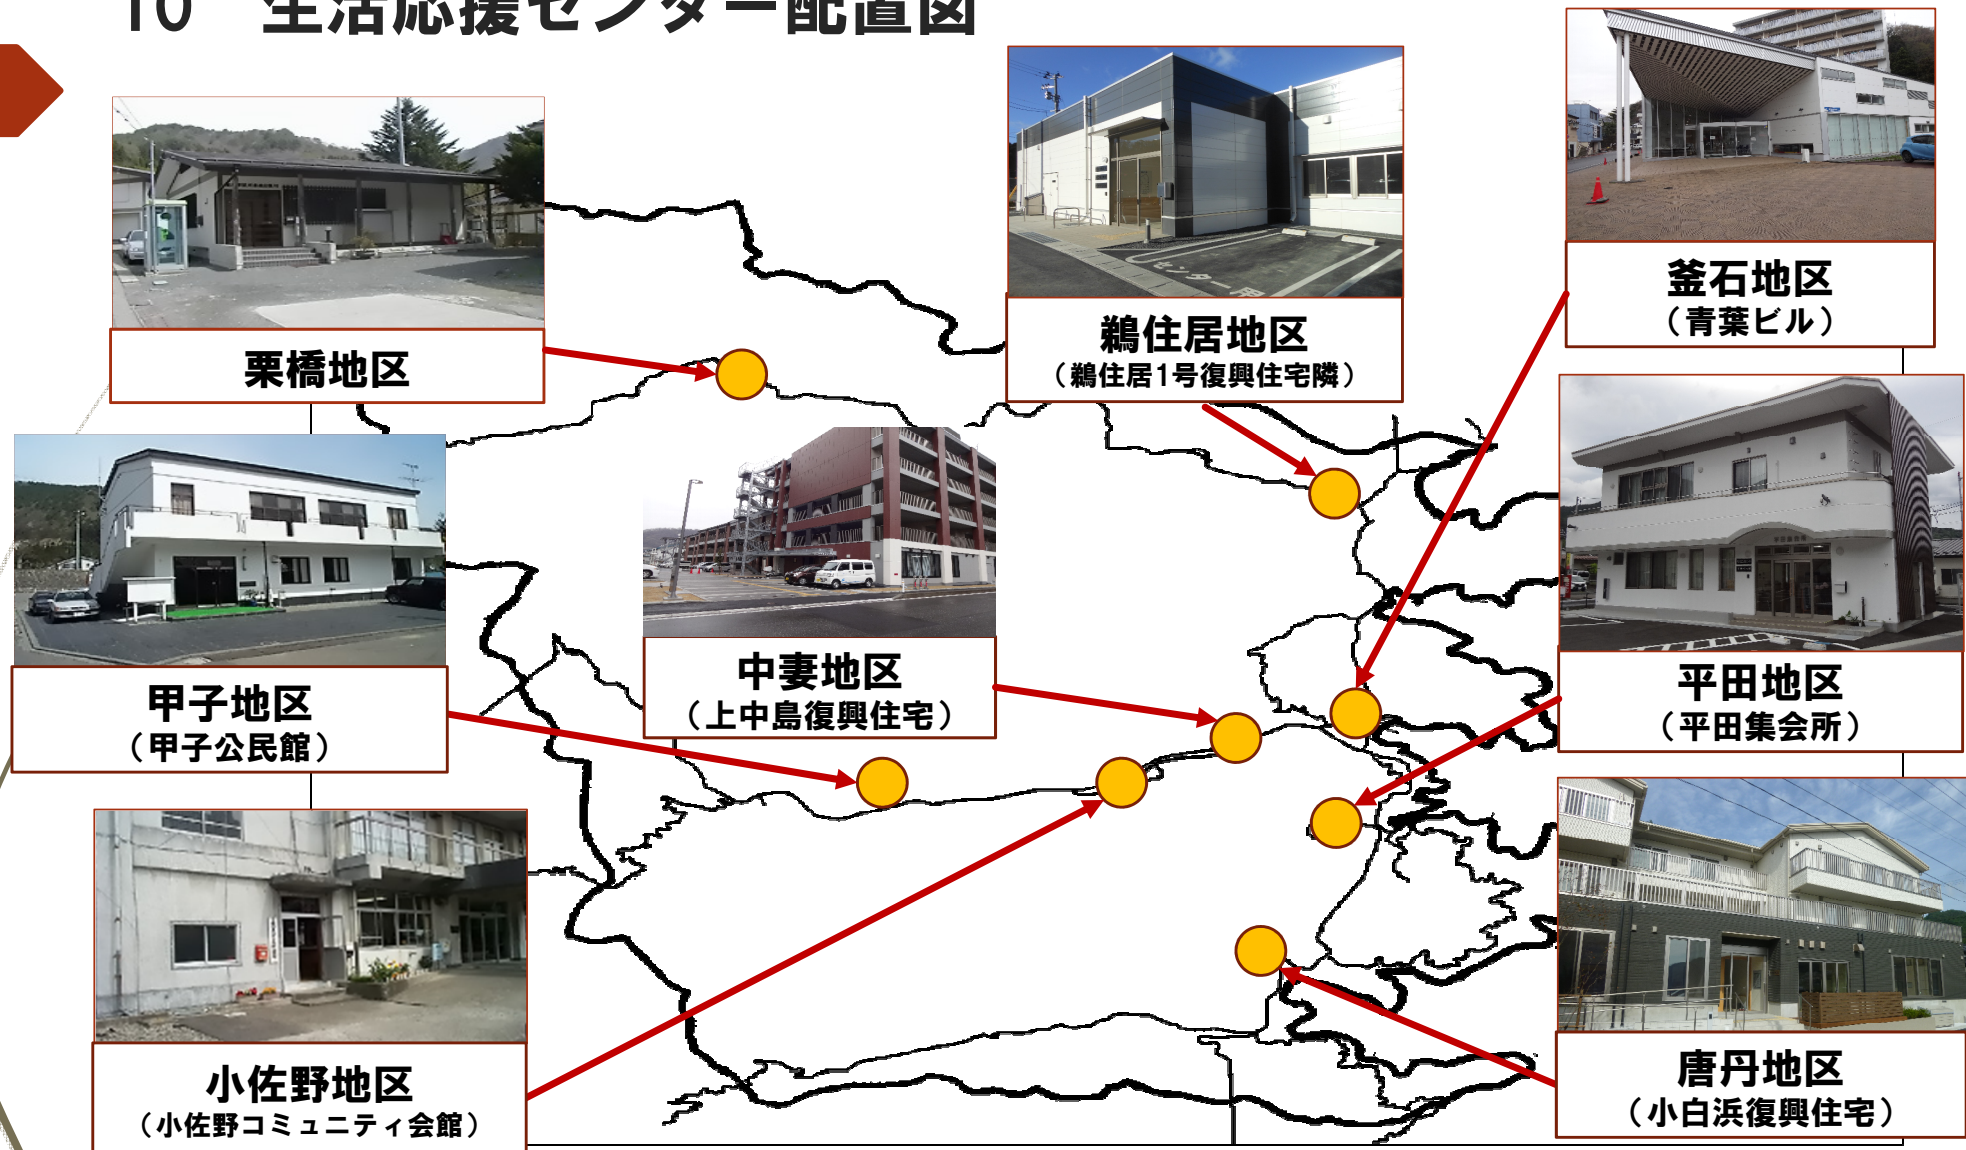 10　生活応援センター配置図
栗橋地区
鵜住居地区
（鵜住居1号復興住宅隣）
センター用
釜石地区
（青葉ビル）
甲子地区
（甲子公民館）
中妻地区
（上中島復興住宅）
平田地区
（平田集会所）
小佐野地区
（小佐野コミュニティ会館）
唐丹地区
（小白浜復興住宅）